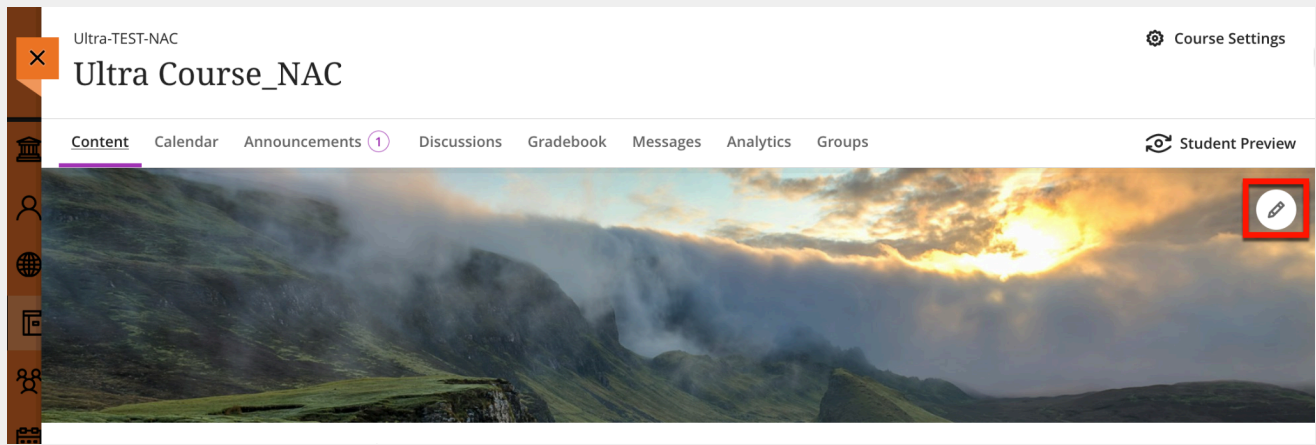 Ultra-TEST-NAC
Course Settings
Ultra Course_NAC
Content Calendar Announcements 1 Discussions Gradebook Messages Analytics Groups
Student Preview